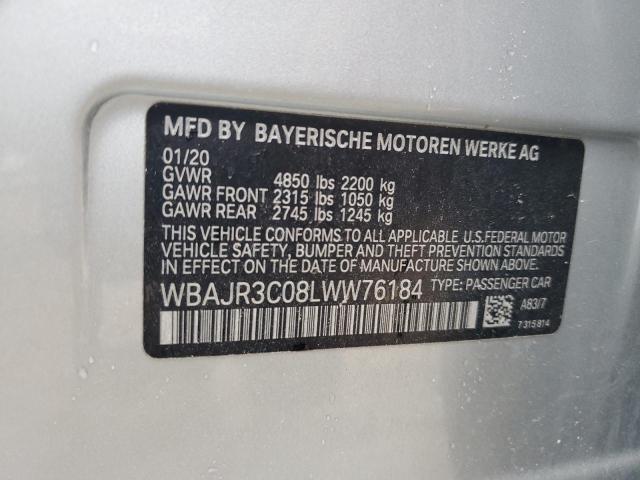 MFD BY BAYERISCHE MOTOREN WERKE AG
01/20
GVWR 4850 lbs 2200 kg
GAWR FRONT 2315 lbs 1050 kg
GAWR REAR 2745 lbs 1245 kg
THIS VEHICLE CONFORMS TO ALL APPLICABLE U.S.FEDERAL MOTOR
VEHICLE SAFETY, BUMPER AND THEFT PREVENTION STANDARDS
IN EFFECT ON THE DATE OF MANUFACTURE SHOWN ABOVE.
WBAJR3C08LWW76184 TYPE: PASSENGER CAR
A83/7
7315814